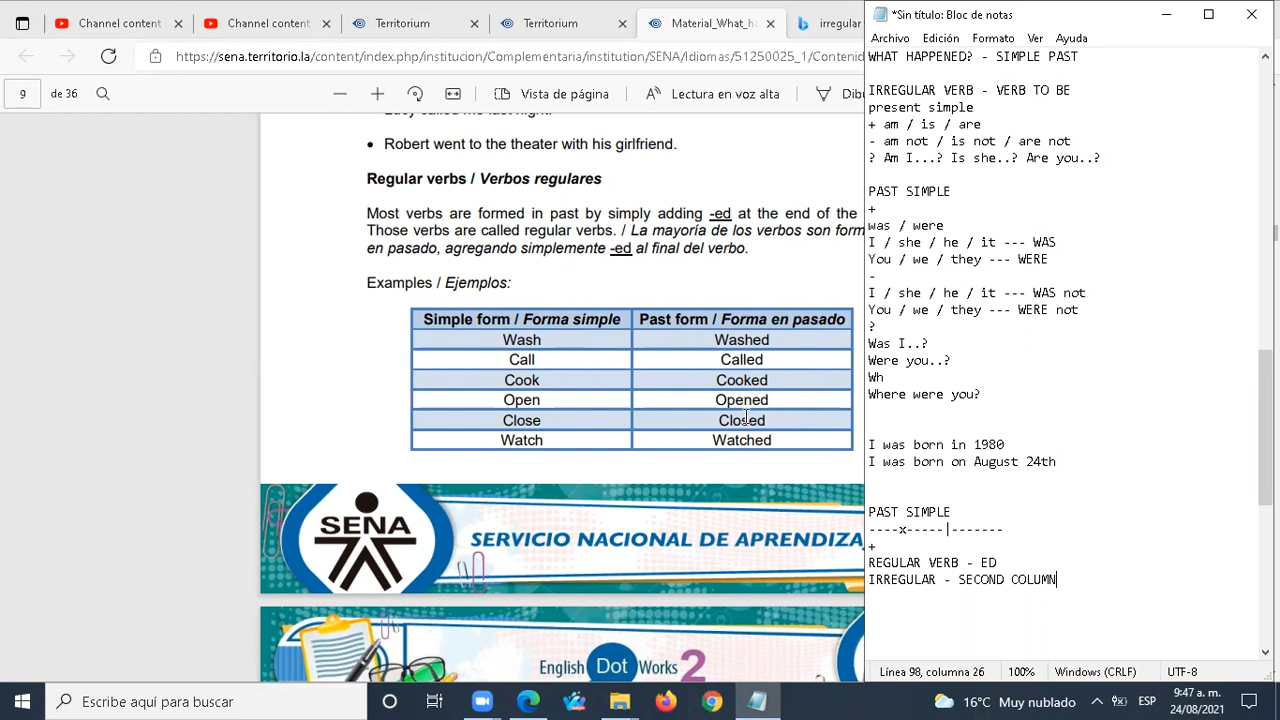 Channel content
Channel content
Territorium
Territorium
Material_What_h
irregular
https://sena.territorio.la/content/index.php/institucion/Complementaria/institution/SENA/Idiomas/51250025_1/Contenid
9
de 36
Vista de página
Lectura en voz alta
Robert went to the theater with his girlfriend.
Regular verbs / Verbos regulares
Most verbs are formed in past by simply adding -ed at the end of the
Those verbs are called regular verbs. / La mayoría de los verbos son form
en pasado, agregando simplemente -ed al final del verbo.
Examples / Ejemplos:
Simple form / Forma simple Past form / Forma en pasado
Wash Washed
Call Called
Cook Cooked
Open Opened
Close Closed
Watch Watched
SENA
SERVICIO NACIONAL DE APRENDIZA
English Dot Works 2
*Sin título: Bloc de notas
Archivo Edición Formato Ver Ayuda
WHAT HAPPENED? - SIMPLE PAST
IRREGULAR VERB - VERB TO BE
present simple
+ am / is / are
- am not / is not / are not
? Am I...? Is she..? Are you..?
PAST SIMPLE
+
was / were
I / she / he / it --- WAS
You / we / they --- WERE
-
I / she / he / it --- WAS not
You / we / they --- WERE not
?
Was I..?
Were you..?
Wh
Where were you?
I was born in 1980
I was born on August 24th
PAST SIMPLE
----x-----|-------
+
REGULAR VERB - ED
IRREGULAR - SECOND COLUMN
Línea 98, columna 26 100% Windows (CRLF) UTF-8
Escribe aquí para buscar
16°C Muy nublado
ESP
9:47 a. m.
24/08/2021